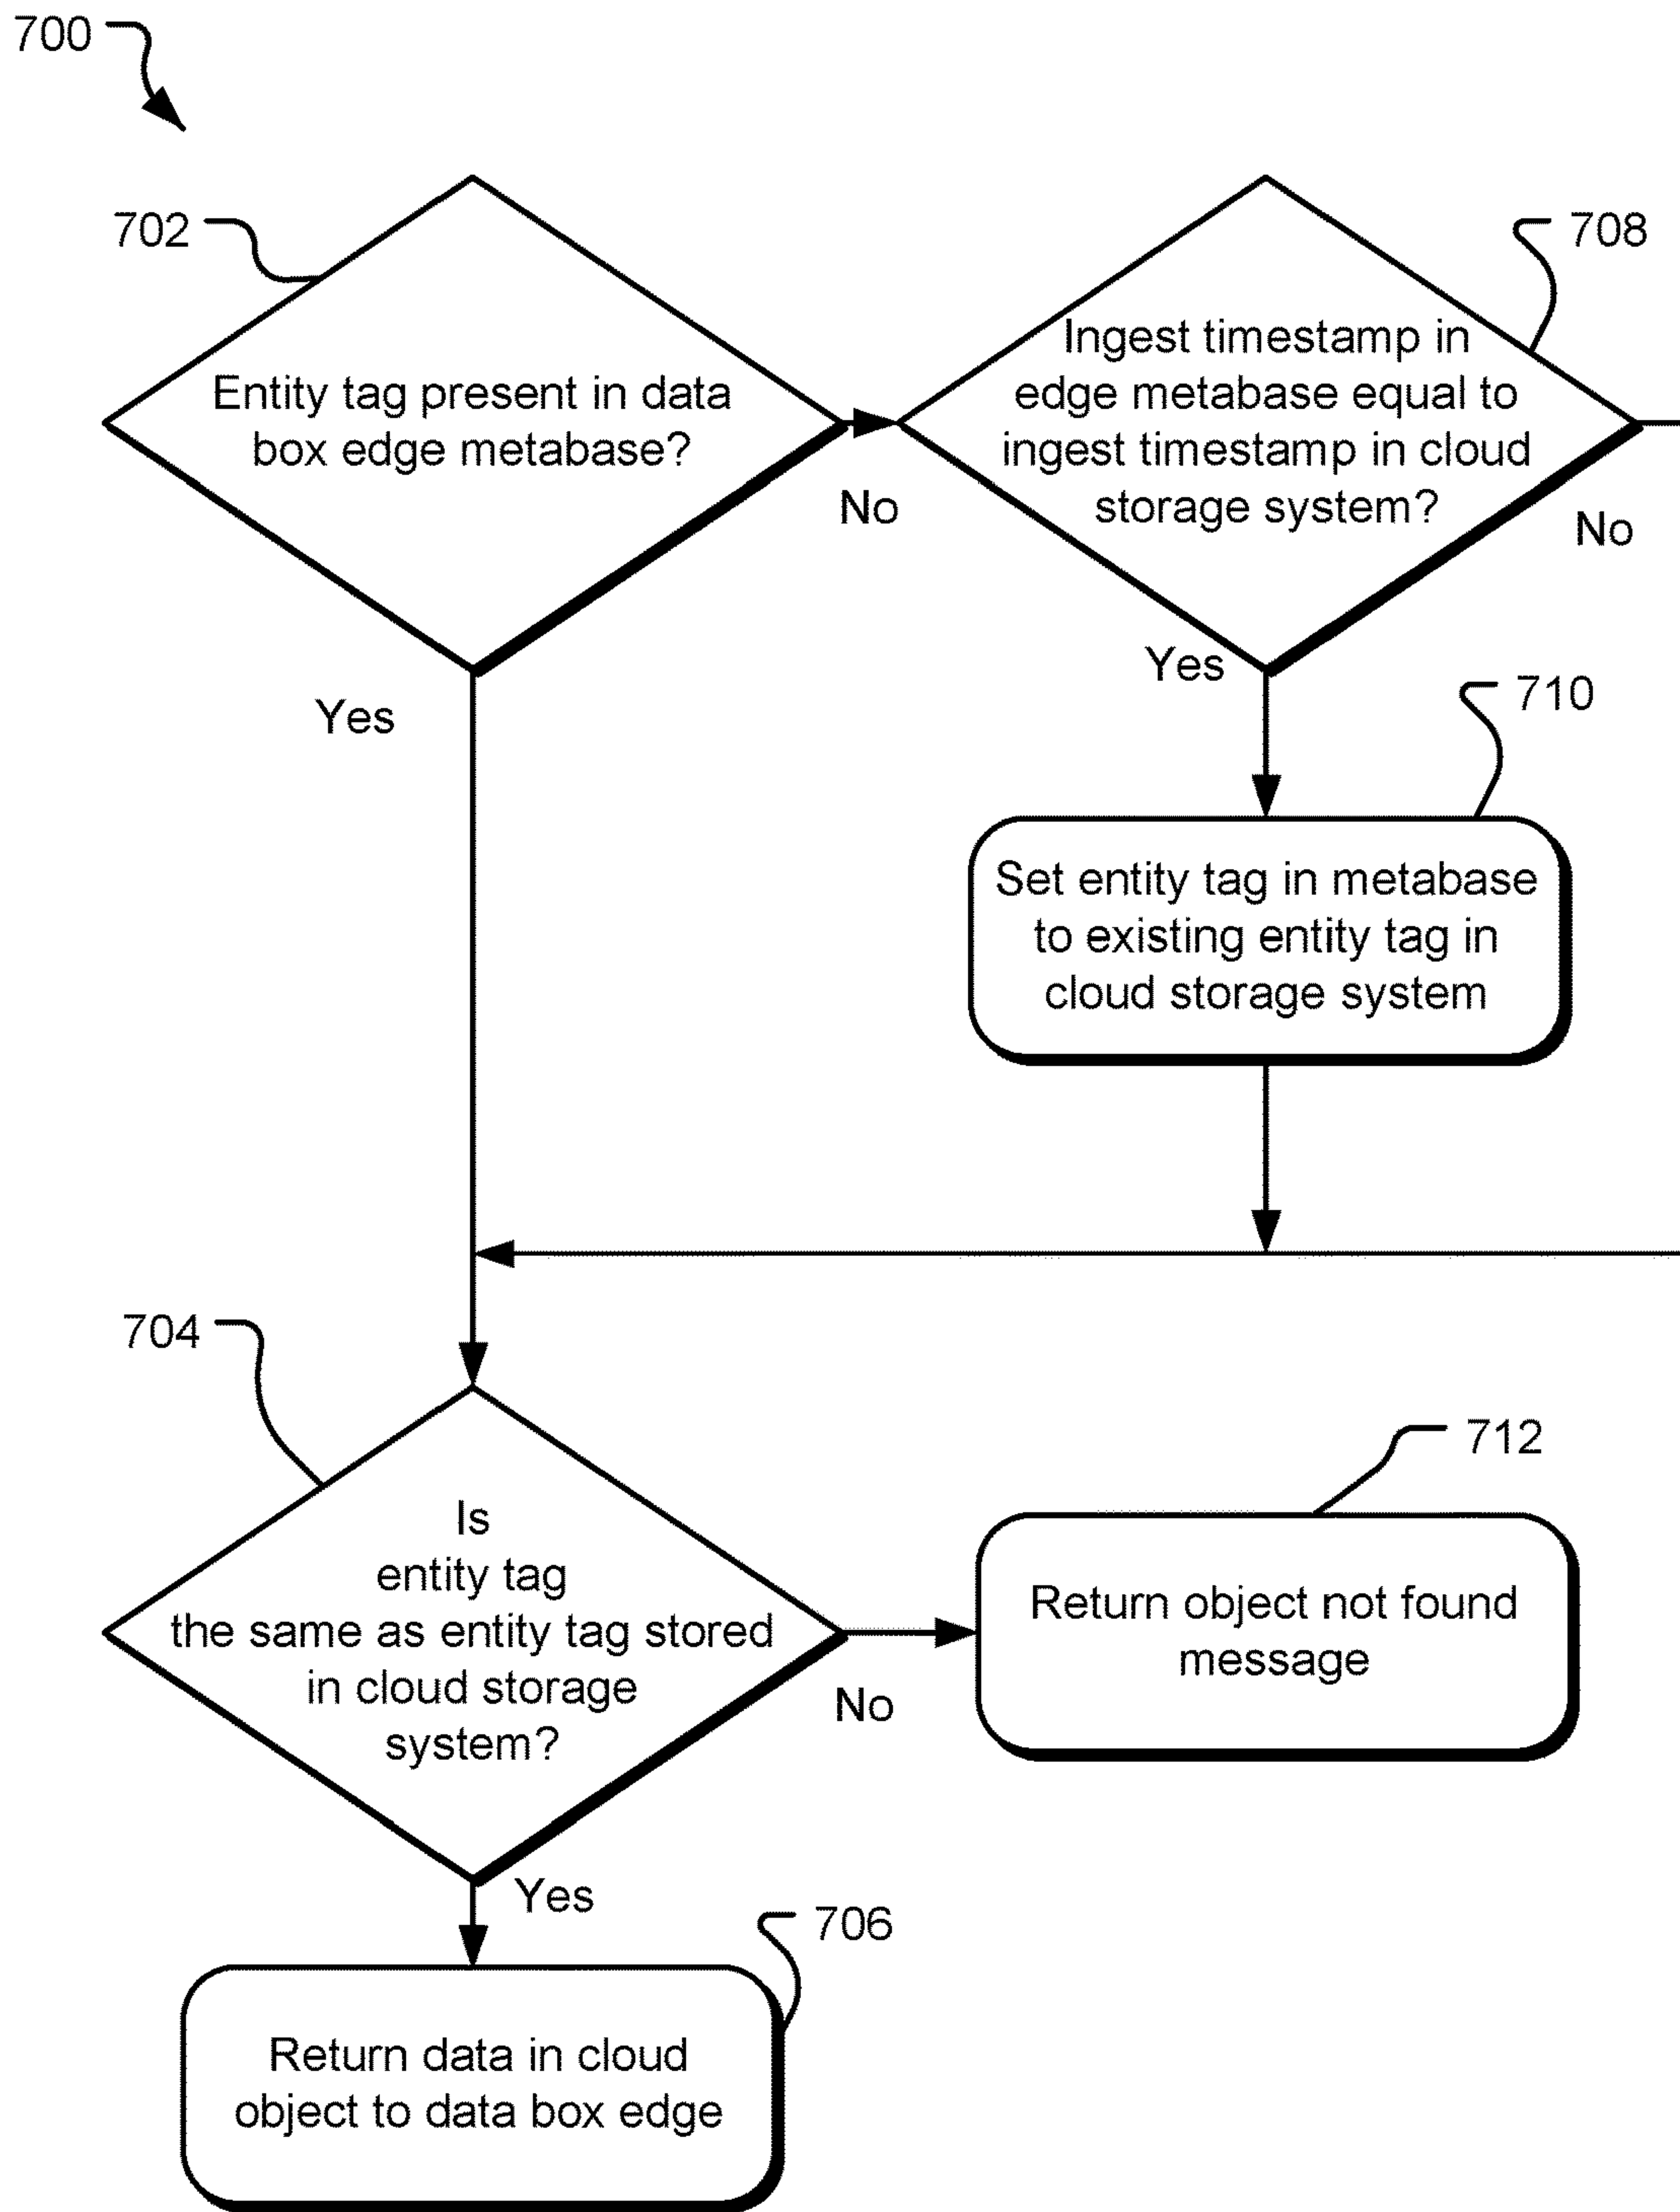 700
702
Entity tag present in data
box edge metabase?
No
Yes
708
Ingest timestamp in
edge metabase equal to
ingest timestamp in cloud
storage system?
No
Yes
710
Set entity tag in metabase
to existing entity tag in
cloud storage system
704
Is
entity tag
the same as entity tag stored
in cloud storage
system?
No
Yes
712
Return object not found
message
706
Return data in cloud
object to data box edge